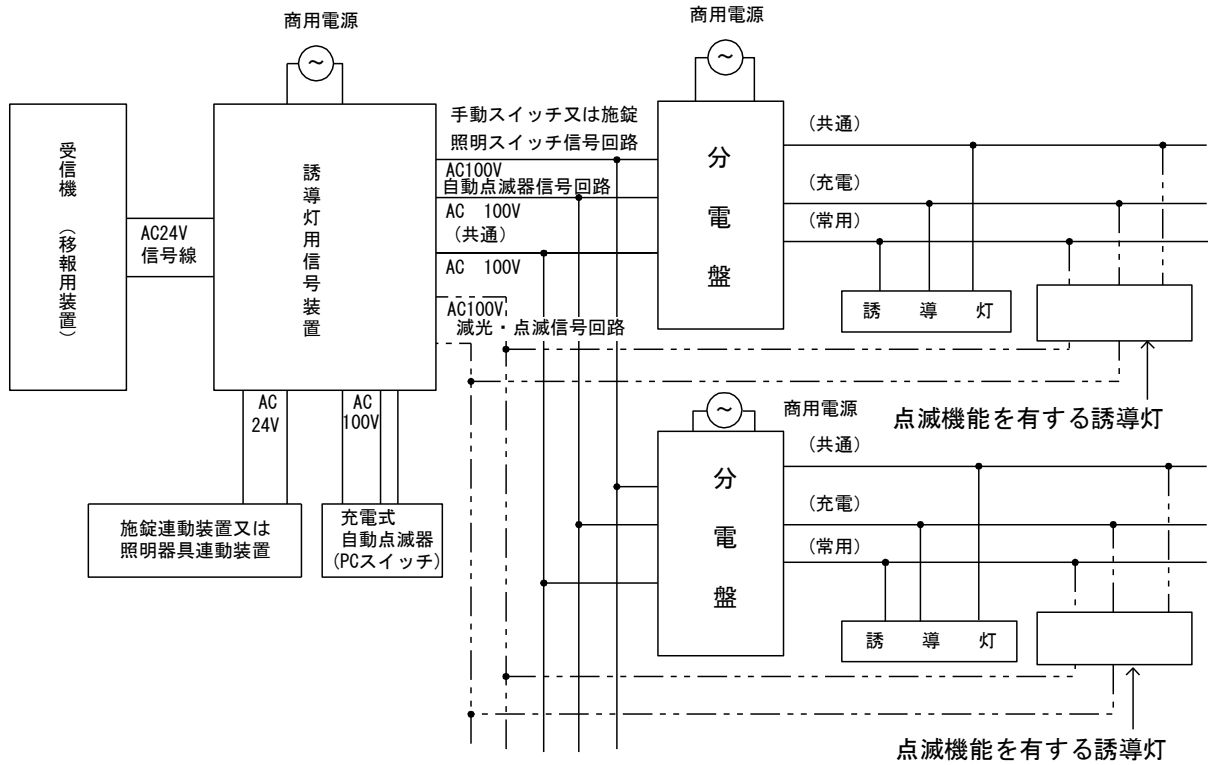 商用電源
商用電源
受信機 （移報用装置）
AC24V
信号線
誘導灯用信号装置
手動スイッチ又は施錠
照明スイッチ信号回路
AC100V
自動点滅器信号回路
AC 100V
（共通）
AC 100V
AC100V
減光・点滅信号回路
分電盤
（共通）
（充電）
（常用）
誘導灯
点滅機能を有する誘導灯
AC
24V
AC
100V
施錠連動装置又は
照明器具連動装置
充電式
自動点滅器
(PCスイッチ)
商用電源
分電盤
（共通）
（充電）
（常用）
誘導灯
点滅機能を有する誘導灯